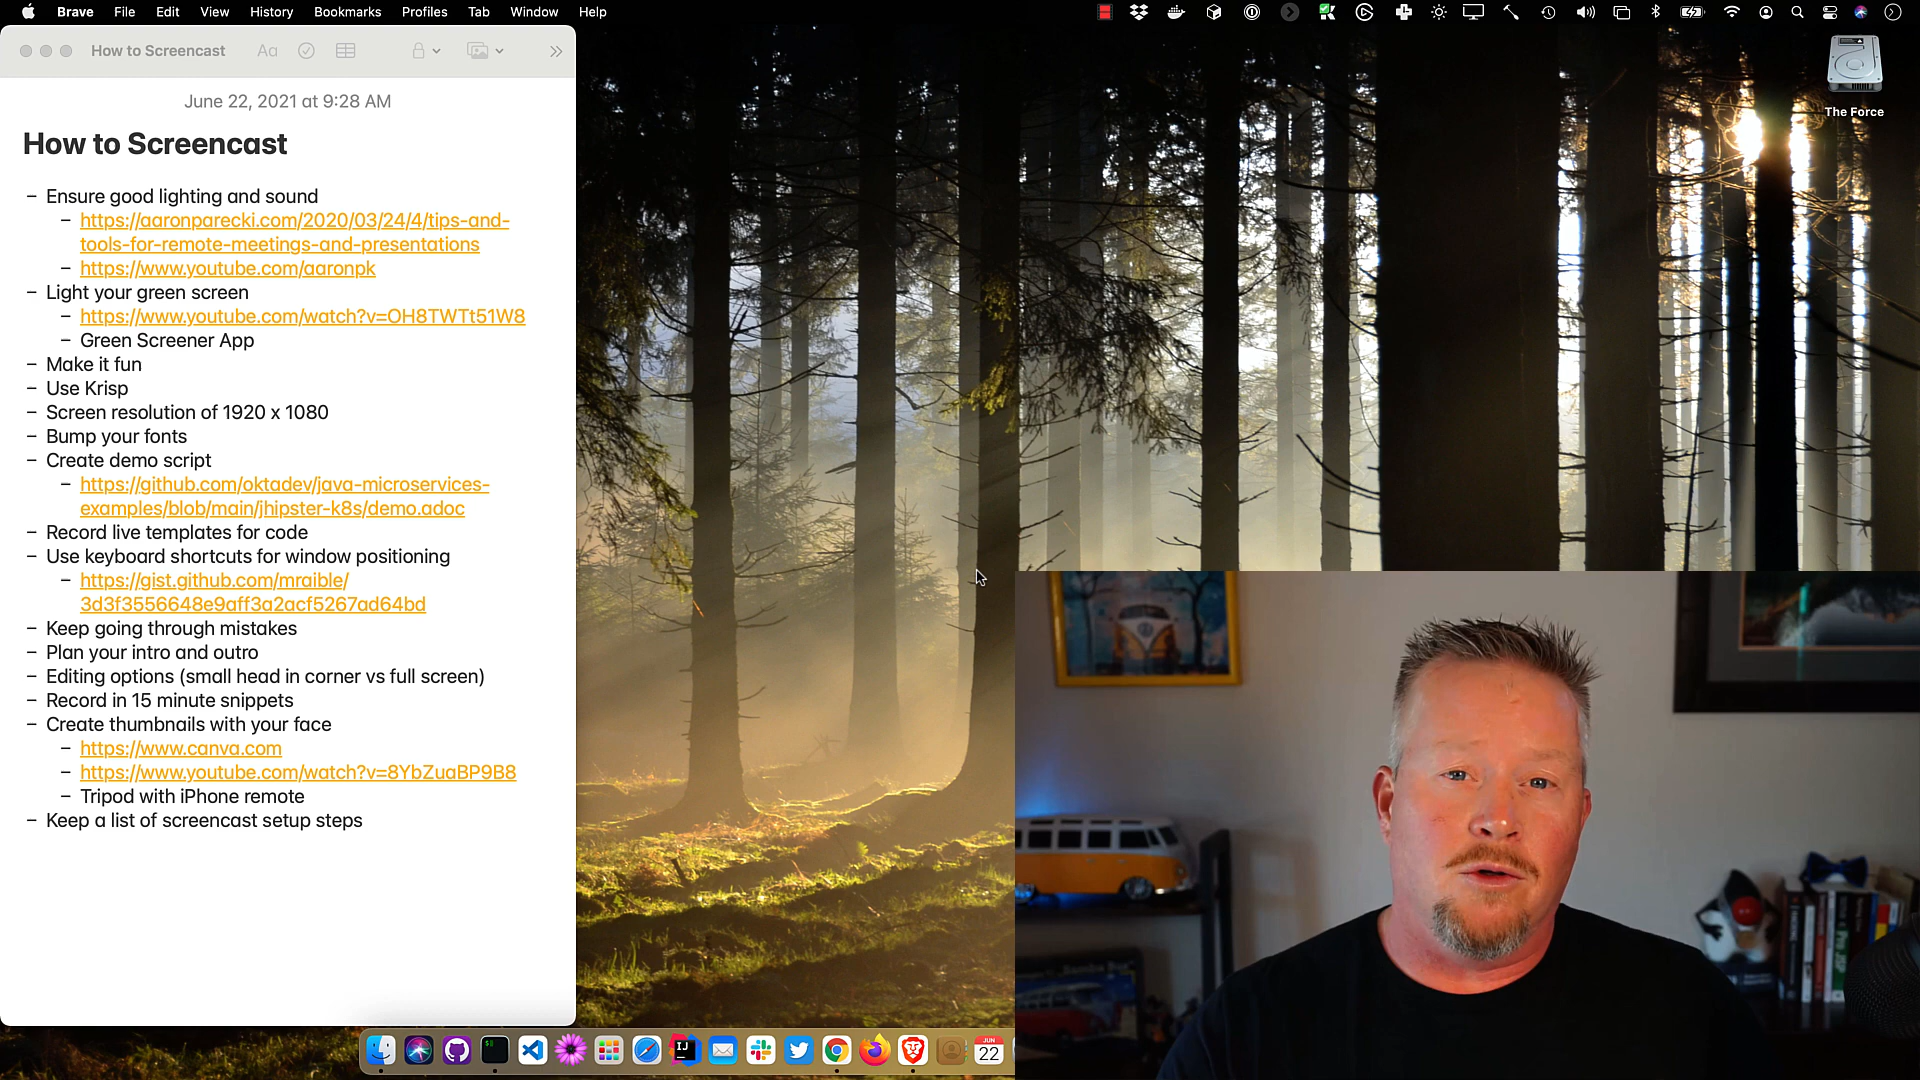 Brave File Edit View History Bookmarks Profiles Tab Window Help
How to Screencast
Aa
The Force
June 22, 2021 at 9:28 AM
How to Screencast
– Ensure good lighting and sound
– https://aaronparecki.com/2020/03/24/4/tips-and-
tools-for-remote-meetings-and-presentations
– https://www.youtube.com/aaronpk
– Light your green screen
– https://www.youtube.com/watch?v=OH8TWTt51W8
– Green Screener App
– Make it fun
– Use Krisp
– Screen resolution of 1920 x 1080
– Bump your fonts
– Create demo script
– https://github.com/oktadev/java-microservices-
examples/blob/main/jhipster-k8s/demo.adoc
– Record live templates for code
– Use keyboard shortcuts for window positioning
– https://gist.github.com/mraible/
3d3f3556648e9aff3a2acf5267ad64bd
– Keep going through mistakes
– Plan your intro and outro
– Editing options (small head in corner vs full screen)
– Record in 15 minute snippets
– Create thumbnails with your face
– https://www.canva.com
– https://www.youtube.com/watch?v=8YbZuaBP9B8
– Tripod with iPhone remote
– Keep a list of screencast setup steps
IJ
JUN
22